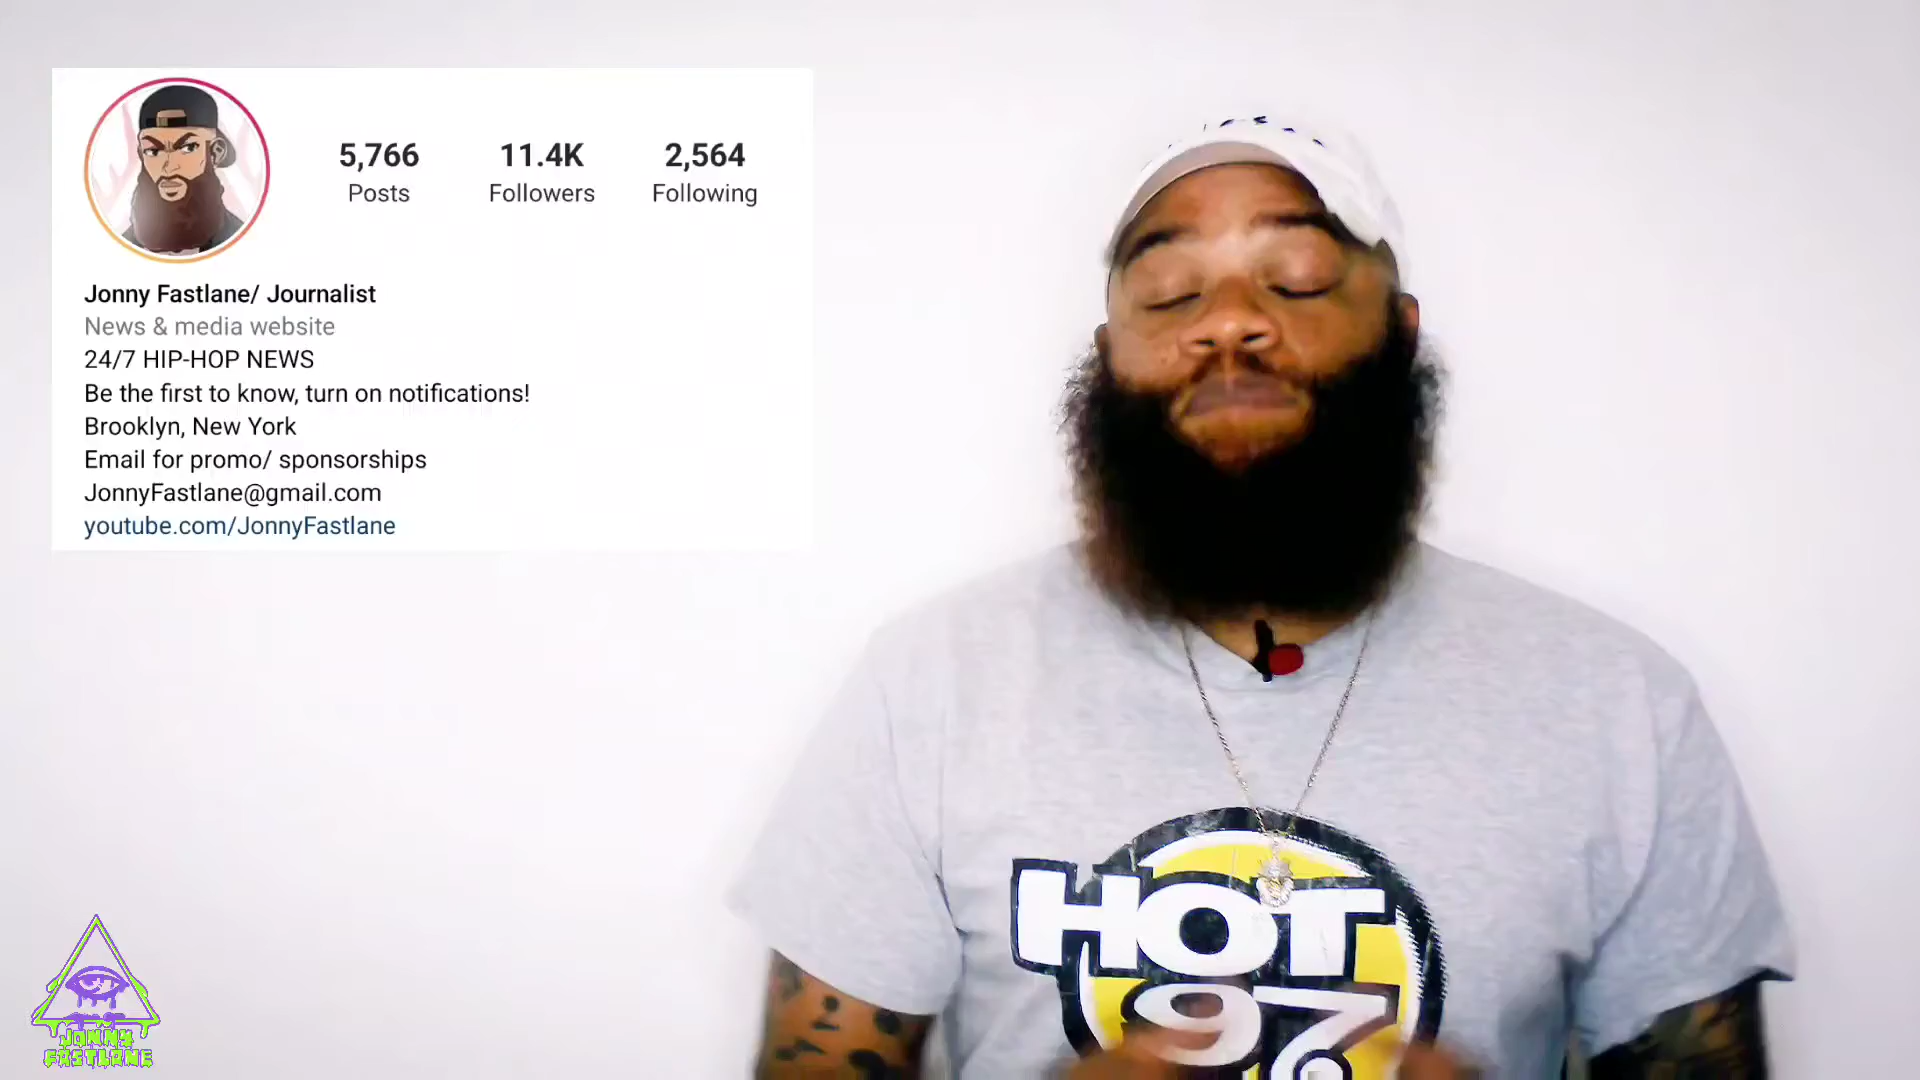 5,766 11.4K 2,564
Posts Followers Following
Jonny Fastlane/ Journalist
News & media website
24/7 HIP-HOP NEWS
Be the first to know, turn on notifications!
Brooklyn, New York
Email for promo/ sponsorships
JonnyFastlane@gmail.com
youtube.com/JonnyFastlane
HOT
97
JONNY
FASTLANE